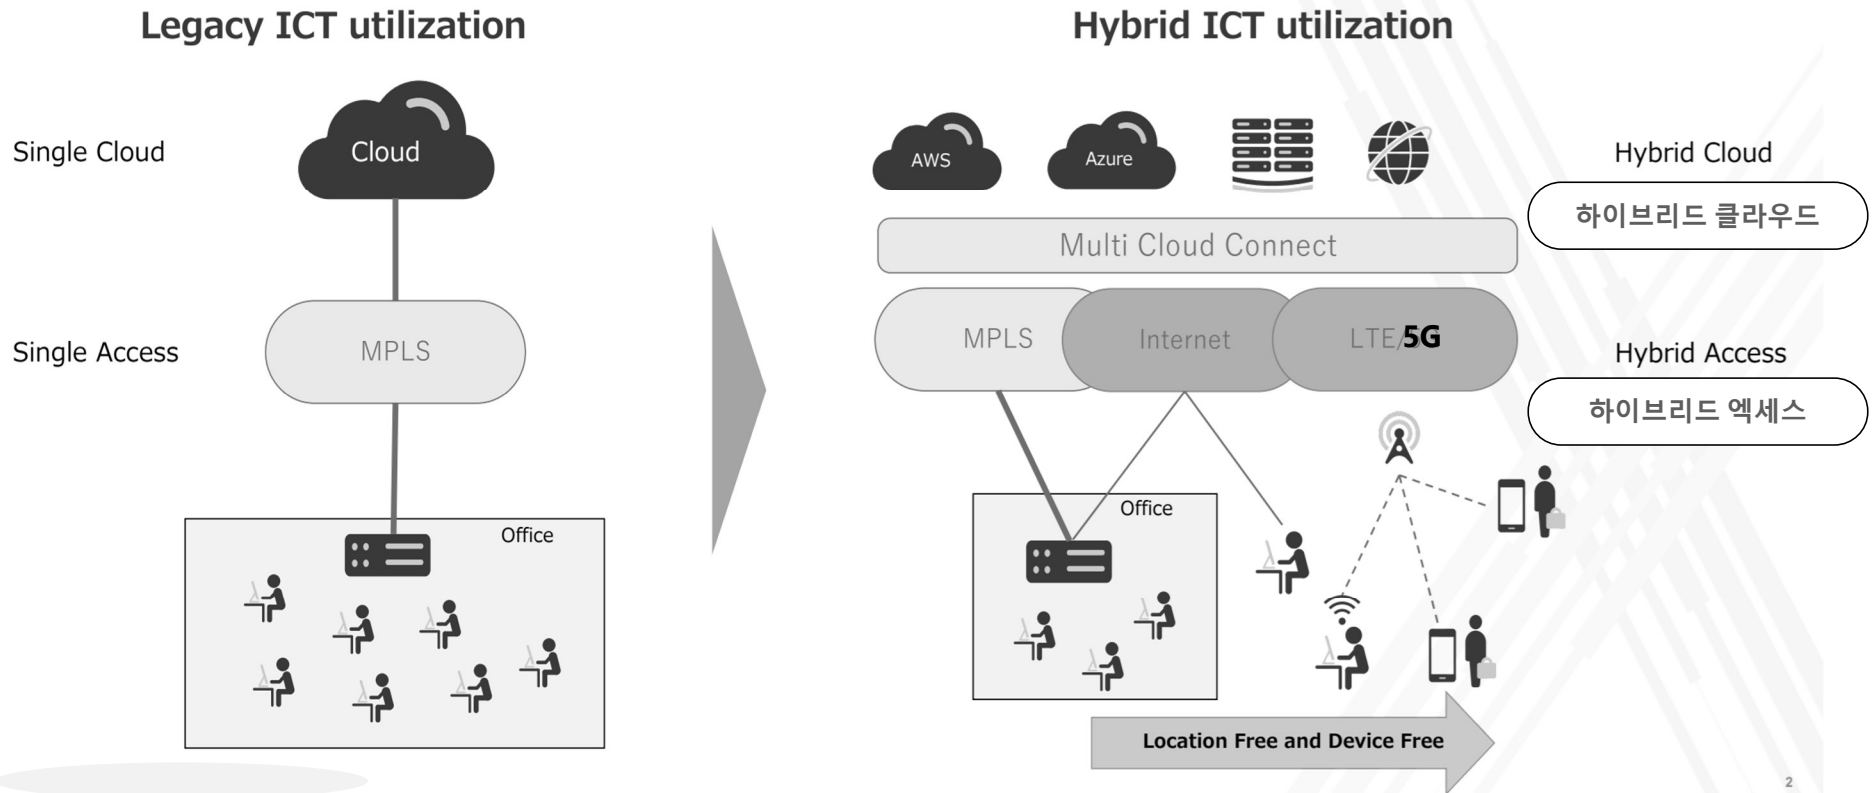 Legacy ICT utilization
Single Cloud
Cloud
Single Access
MPLS
Office
Hybrid ICT utilization
AWS
Azure
Hybrid Cloud
하이브리드 클라우드
Multi Cloud Connect
MPLS
Internet
LTE/5G
Hybrid Access
하이브리드 엑세스
Office
Location Free and Device Free
2